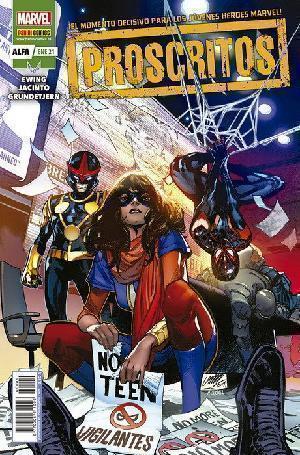 MARVEL
PANINI COMICS
¡EL MOMENTO DECISIVO PARA LOS JÓVENES HÉROES MARVEL!
ALFA ENE 21
PROSCRITOS
EWING
JACINTO
GRUNDETJERN
NO
TEEN
VIGILANTES